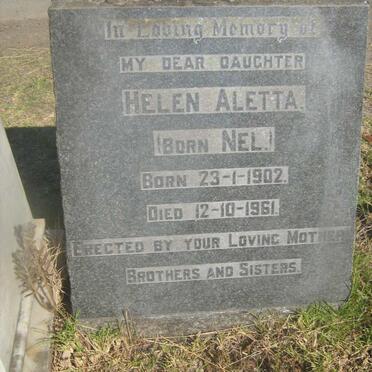 In Loving Memory of
MY DEAR DAUGHTER
HELEN ALETTA.
(BORN NEL.)
BORN 23-1-1902.
DIED 12-10-1961.
ERECTED BY YOUR LOVING MOTHER
BROTHERS AND SISTERS.